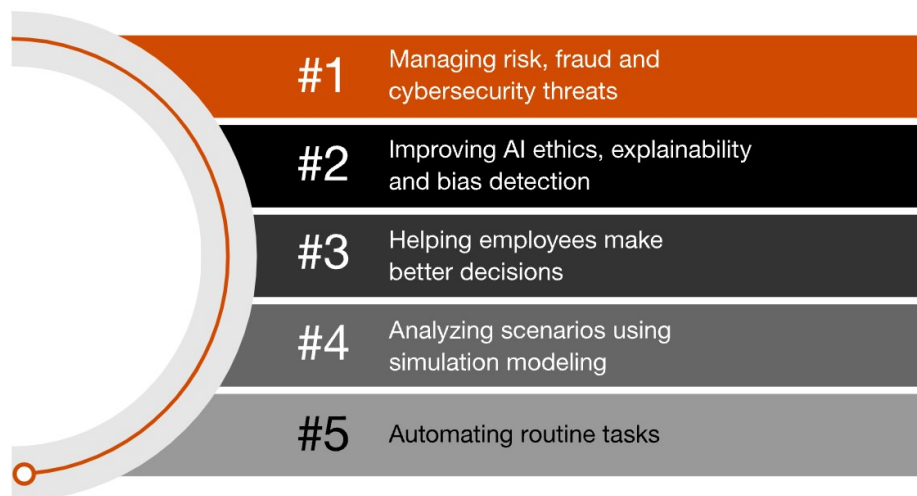 #1
Managing risk, fraud and
cybersecurity threats
#2
Improving AI ethics, explainability
and bias detection
#3
Helping employees make
better decisions
#4
Analyzing scenarios using
simulation modeling
#5
Automating routine tasks